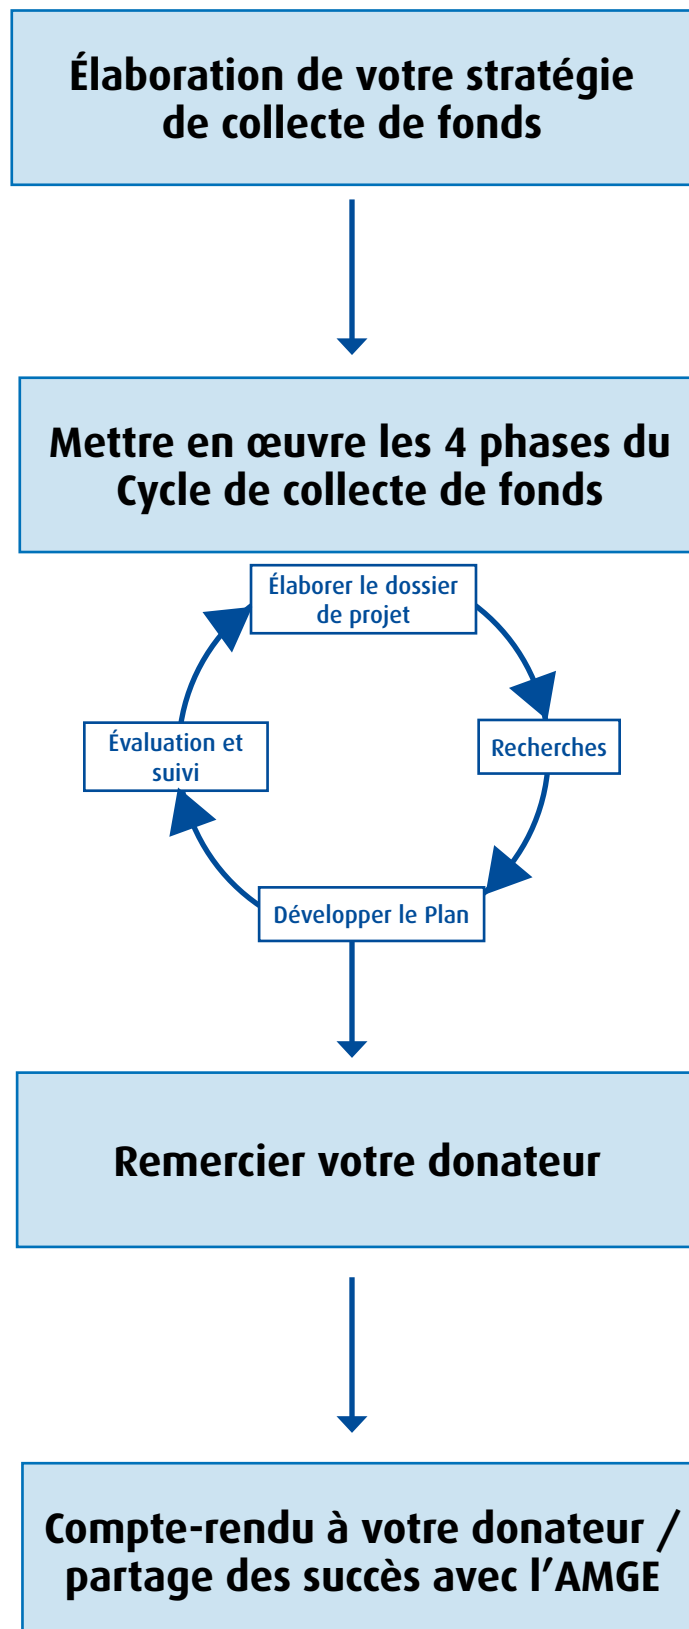 Élaboration de votre stratégie
de collecte de fonds
Mettre en œuvre les 4 phases du
Cycle de collecte de fonds
Élaborer le dossier
de projet
Évaluation et
suivi
Recherches
Développer le Plan
Remercier votre donateur
Compte-rendu à votre donateur /
partage des succès avec l’AMGE